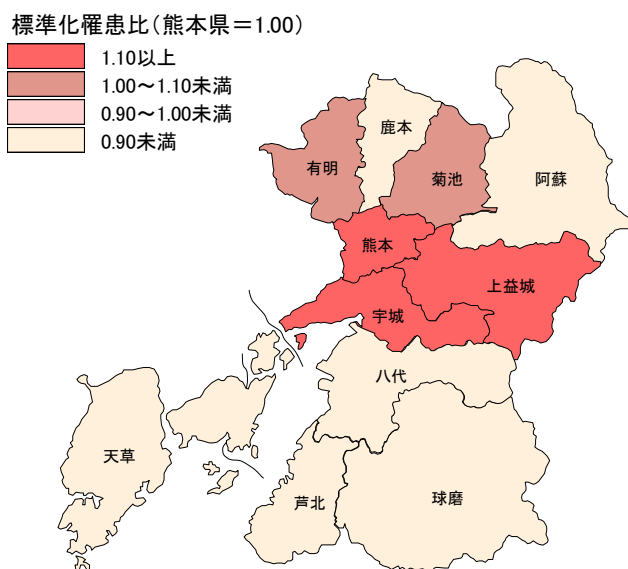 標準化罹患比(熊本県＝1.00)
1.10以上
1.00～1.10未満
0.90～1.00未満
0.90未満
鹿本
有明
菊池
阿蘇
熊本
上益城
宇城
八代
天草
芦北
球磨